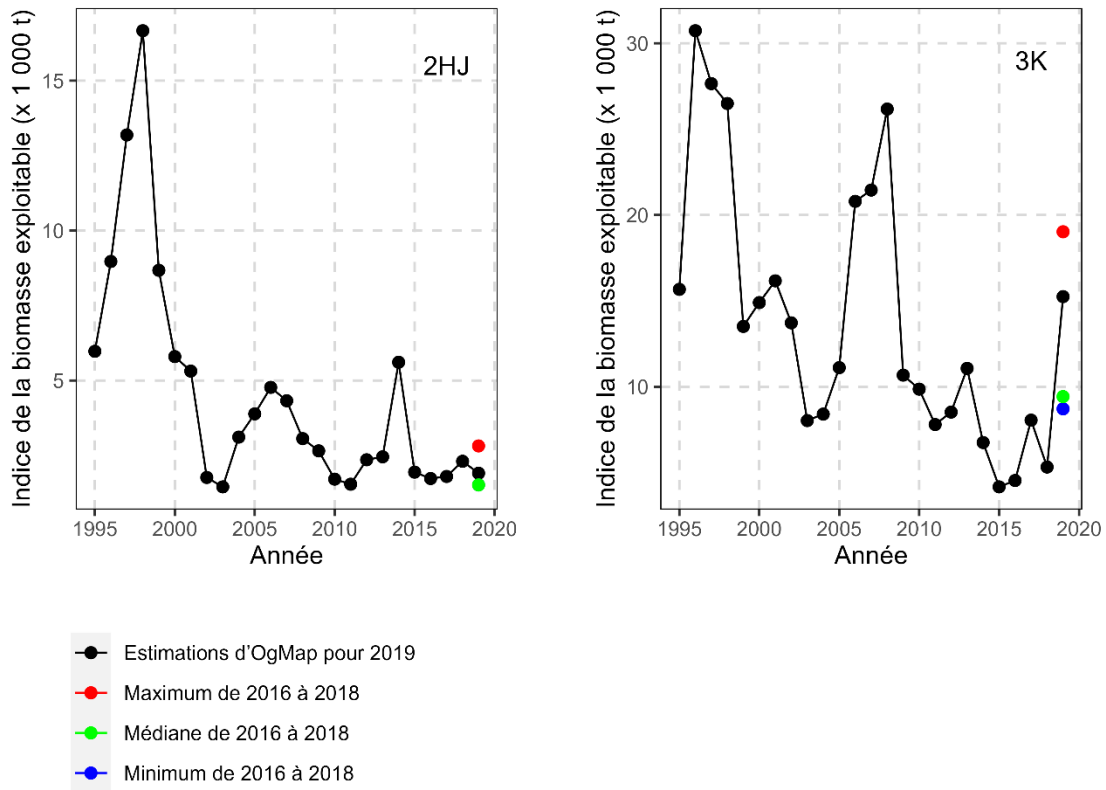 Indice de la biomasse exploitable (x 1 000 t)
2HJ
15
10
5
1995 2000 2005 2010 2015 2020
Année
Indice de la biomasse exploitable (x 1 000 t)
3K
30
20
10
1995 2000 2005 2010 2015 2020
Année
Estimations d’OgMap pour 2019
Maximum de 2016 à 2018
Médiane de 2016 à 2018
Minimum de 2016 à 2018